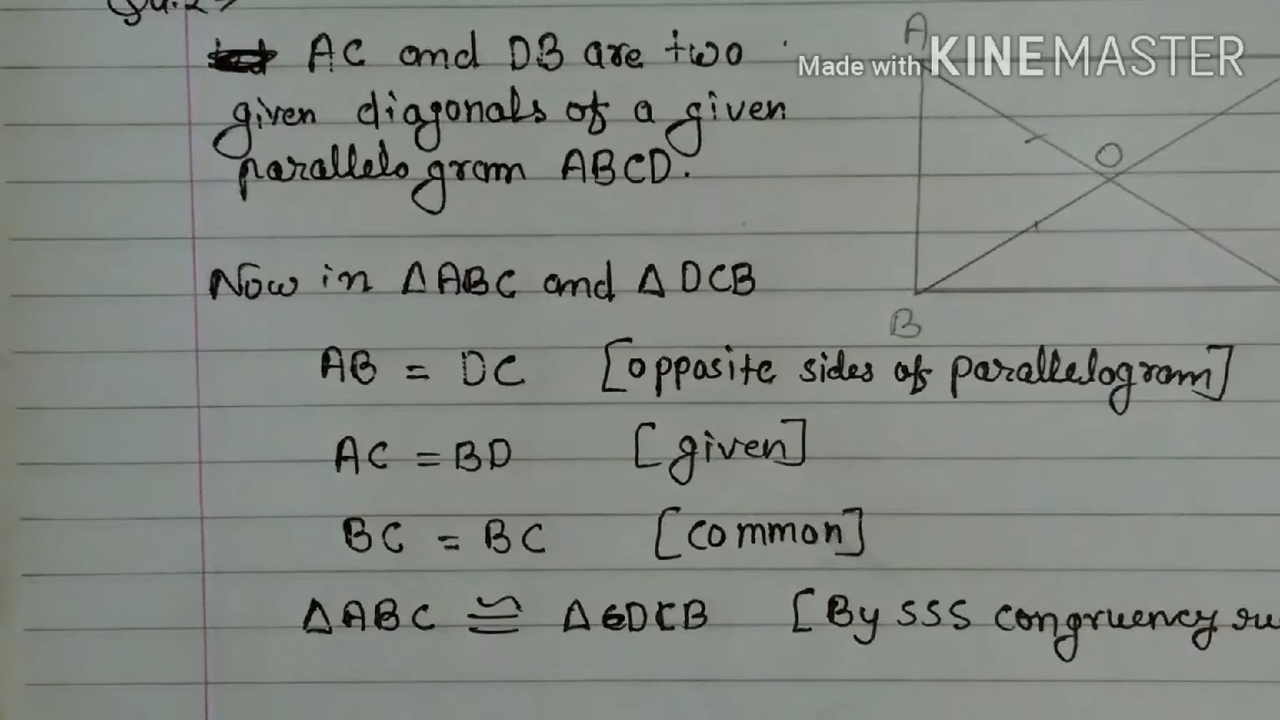 AC and DB are two
given diagonals of a given
parallelogram ABCD.
Now in ΔABC and ΔDCB
AB = DC [opposite sides of parallelogram]
AC = BD [given]
BC = BC [common]
ΔABC ≅ ΔDCB [By SSS congruency
A
O
B
Made with KINEMASTER